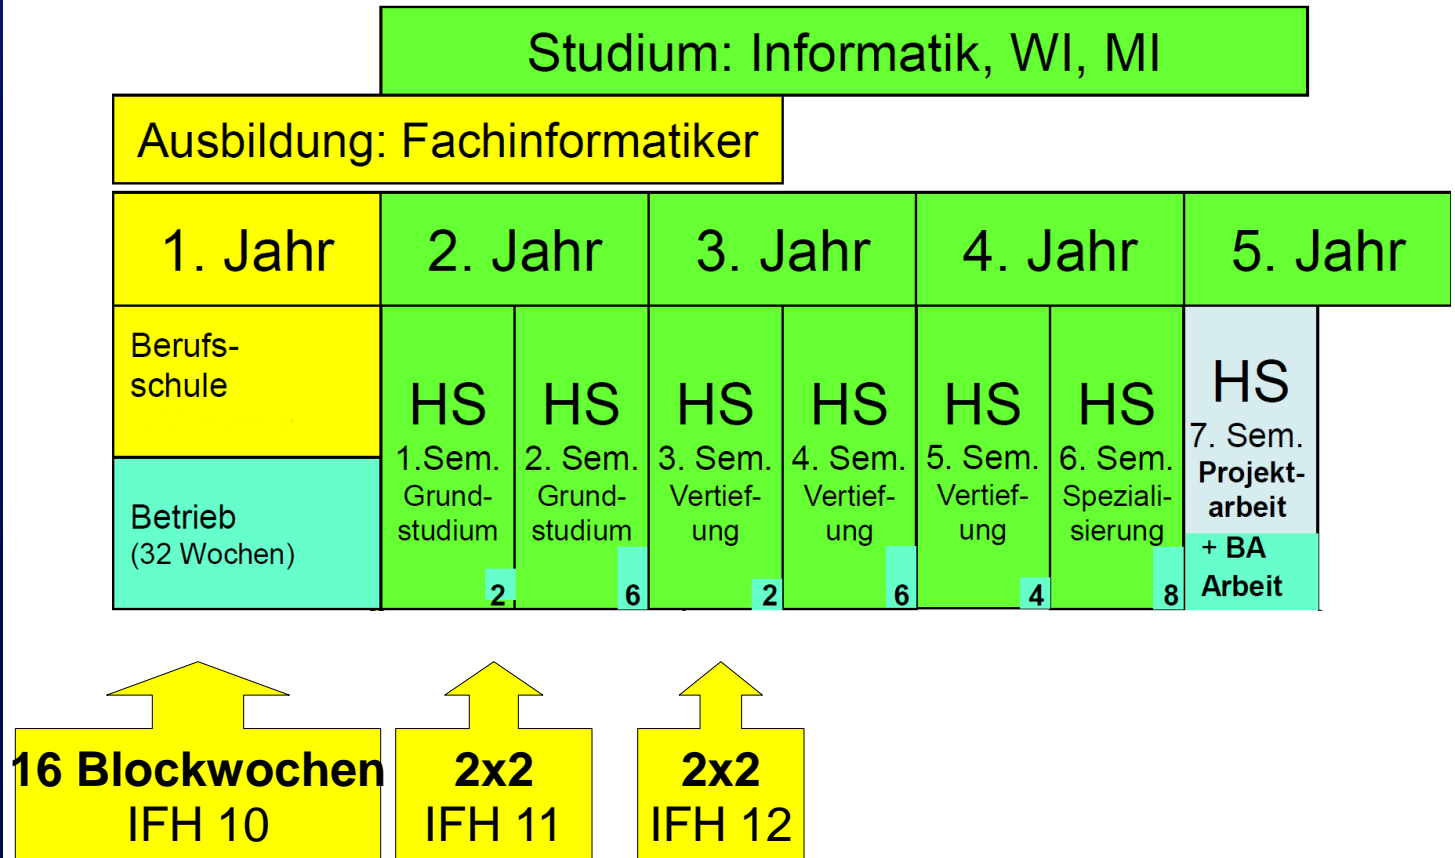 Studium: Informatik, WI, MI
Ausbildung: Fachinformatiker
1. Jahr
2. Jahr
3. Jahr
4. Jahr
5. Jahr
Berufs-
schule
Betrieb
(32 Wochen)
HS
1.Sem.
Grund-
studium
2
HS
2. Sem.
Grund-
studium
6
HS
3. Sem.
Vertief-
ung
2
HS
4. Sem.
Vertief-
ung
6
HS
5. Sem.
Vertief-
ung
4
HS
6. Sem.
Speziali-
sierung
8
HS
7. Sem.
Projekt-
arbeit
+ BA
Arbeit
16 Blockwochen
IFH 10
2x2
IFH 11
2x2
IFH 12